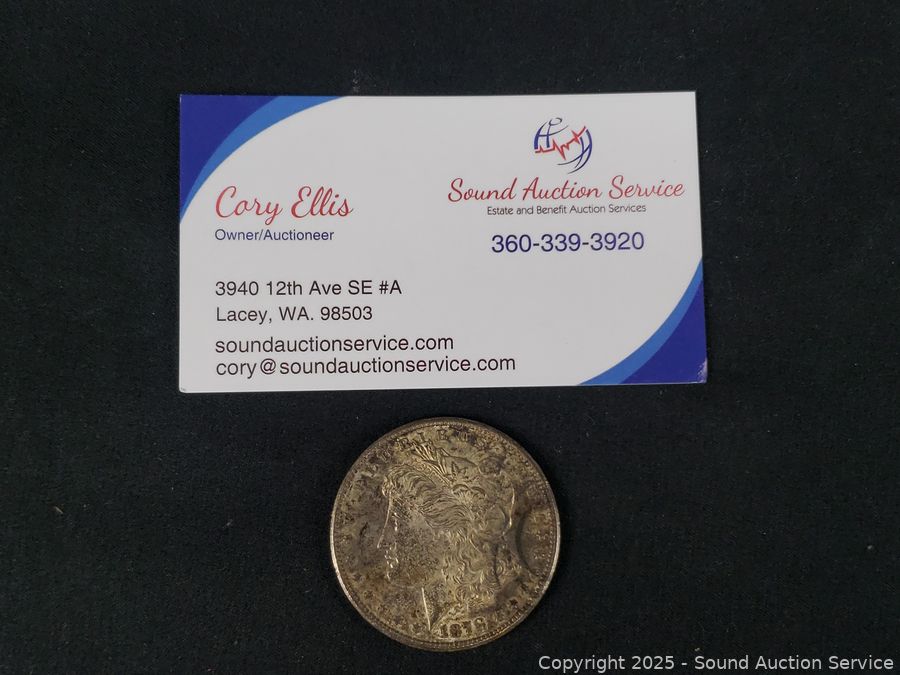 Cory Ellis
Owner/Auctioneer
Sound Auction Service
Estate and Benefit Auction Services
360-339-3920
3940 12th Ave SE #A
Lacey, WA. 98503
soundauctionservice.com
cory@soundauctionservice.com
1878
Copyright 2025 - Sound Auction Service